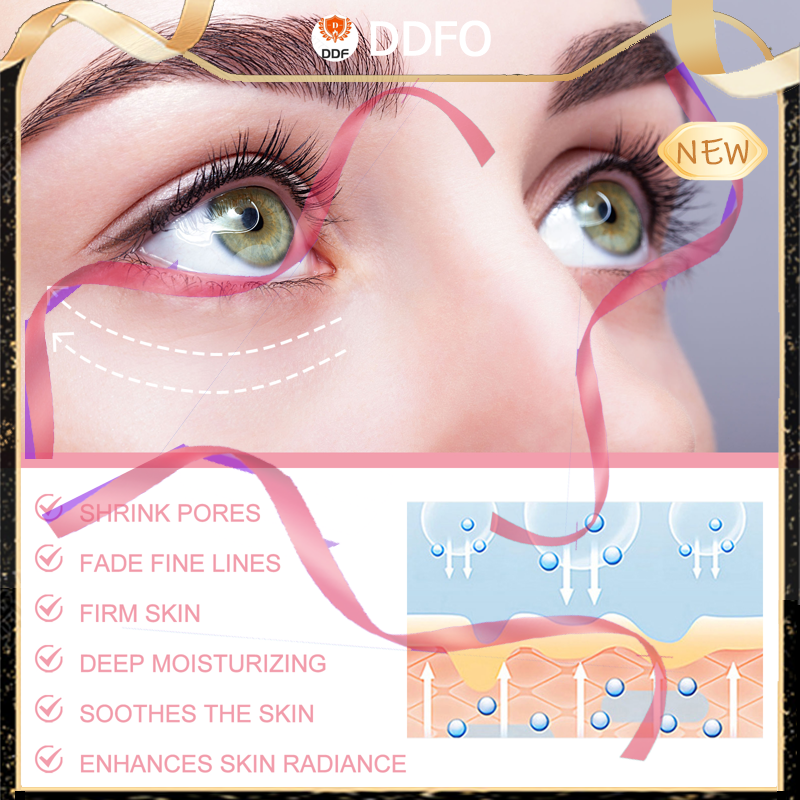 DDF
DDFO
NEW
SHRINK PORES
FADE FINE LINES
FIRM SKIN
DEEP MOISTURIZING
SOOTHES THE SKIN
ENHANCES SKIN RADIANCE